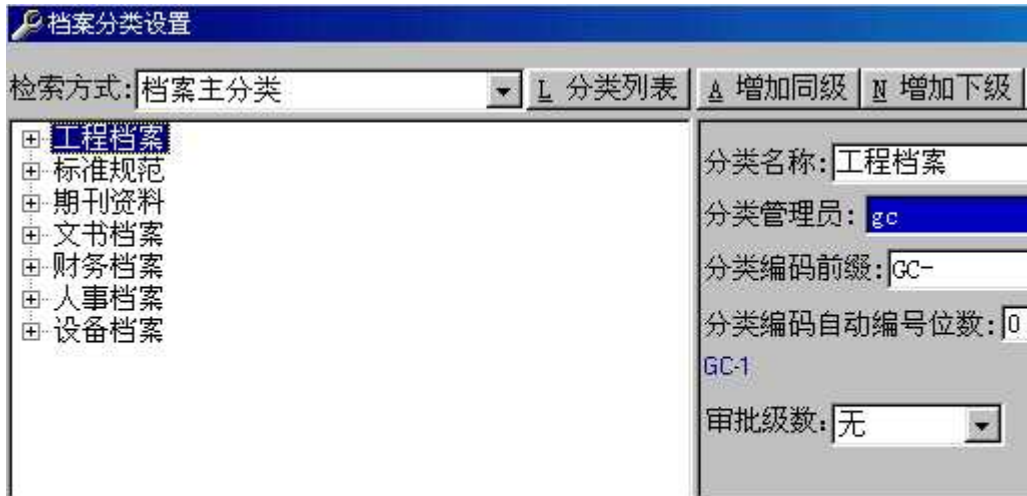 档案分类设置
检索方式:档案主分类 L 分类列表 A 增加同级 N 增加下级
工程档案
标准规范
期刊资料
文书档案
财务档案
人事档案
设备档案
分类名称:工程档案
分类管理员:gc
分类编码前缀:GC-
分类编码自动编号位数:0
GC-1
审批级数:无